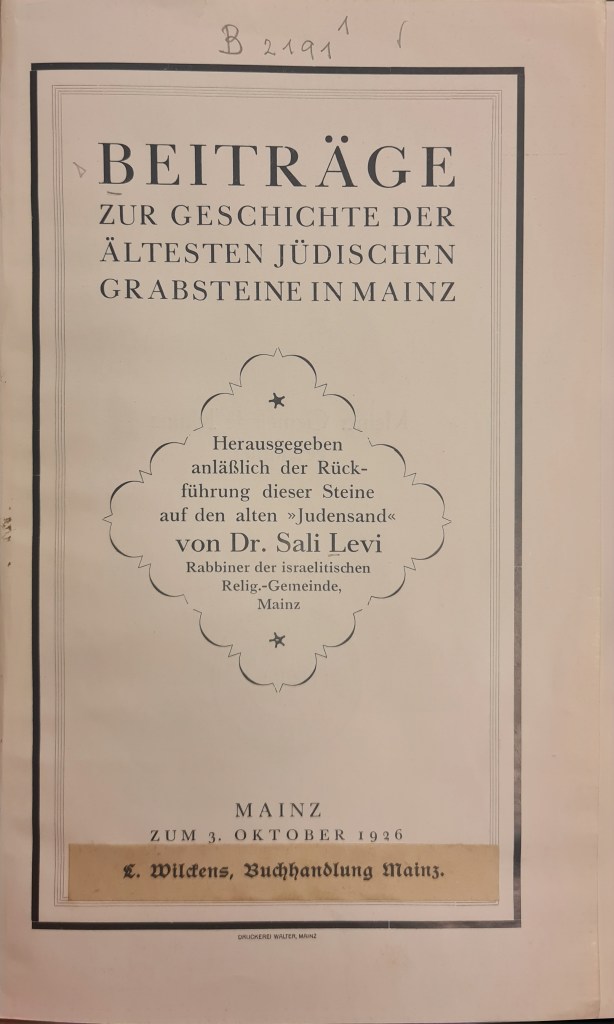 B 2191 1
BEITRÄGE
ZUR GESCHICHTE DER
ÄLTESTEN JÜDISCHEN
GRABSTEINE IN MAINZ
Herausgegeben
anläßlich der Rück-
führung dieser Steine
auf den alten »Judensand«
von Dr. Sali Levi
Rabbiner der israelitischen
Relig.-Gemeinde,
Mainz
MAINZ
ZUM 3. OKTOBER 1926
L. Wilckens, Buchhandlung Mainz.
DRUCKEREI WALTER, MAINZ